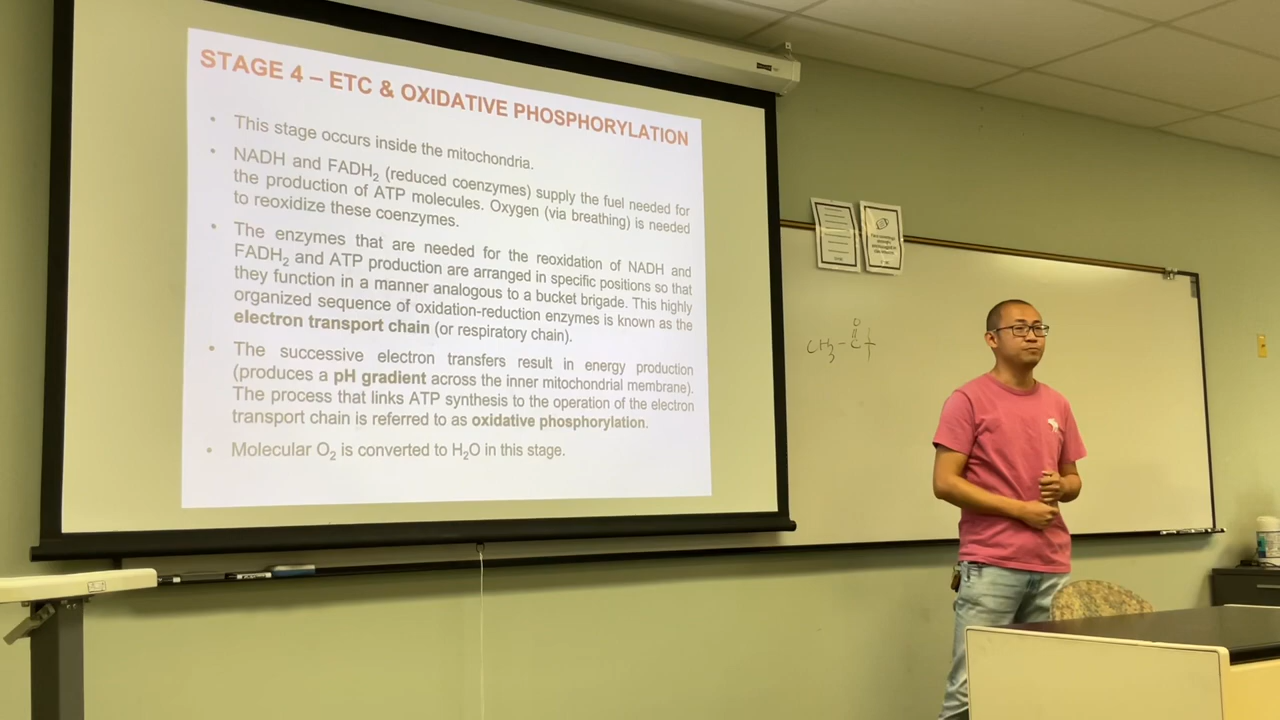 STAGE 4 – ETC & OXIDATIVE PHOSPHORYLATION
• This stage occurs inside the mitochondria.
• NADH and FADH₂ (reduced coenzymes) supply the fuel needed for
the production of ATP molecules. Oxygen (via breathing) is needed
to reoxidize these coenzymes.
• The enzymes that are needed for the reoxidation of NADH and
FADH₂ and ATP production are arranged in specific positions so that
they function in a manner analogous to a bucket brigade. This highly
organized sequence of oxidation-reduction enzymes is known as the
electron transport chain (or respiratory chain).
• The successive electron transfers result in energy production
(produces a pH gradient across the inner mitochondrial membrane).
The process that links ATP synthesis to the operation of the electron
transport chain is referred to as oxidative phosphorylation.
• Molecular O₂ is converted to H₂O in this stage.
O
CH₃ – C